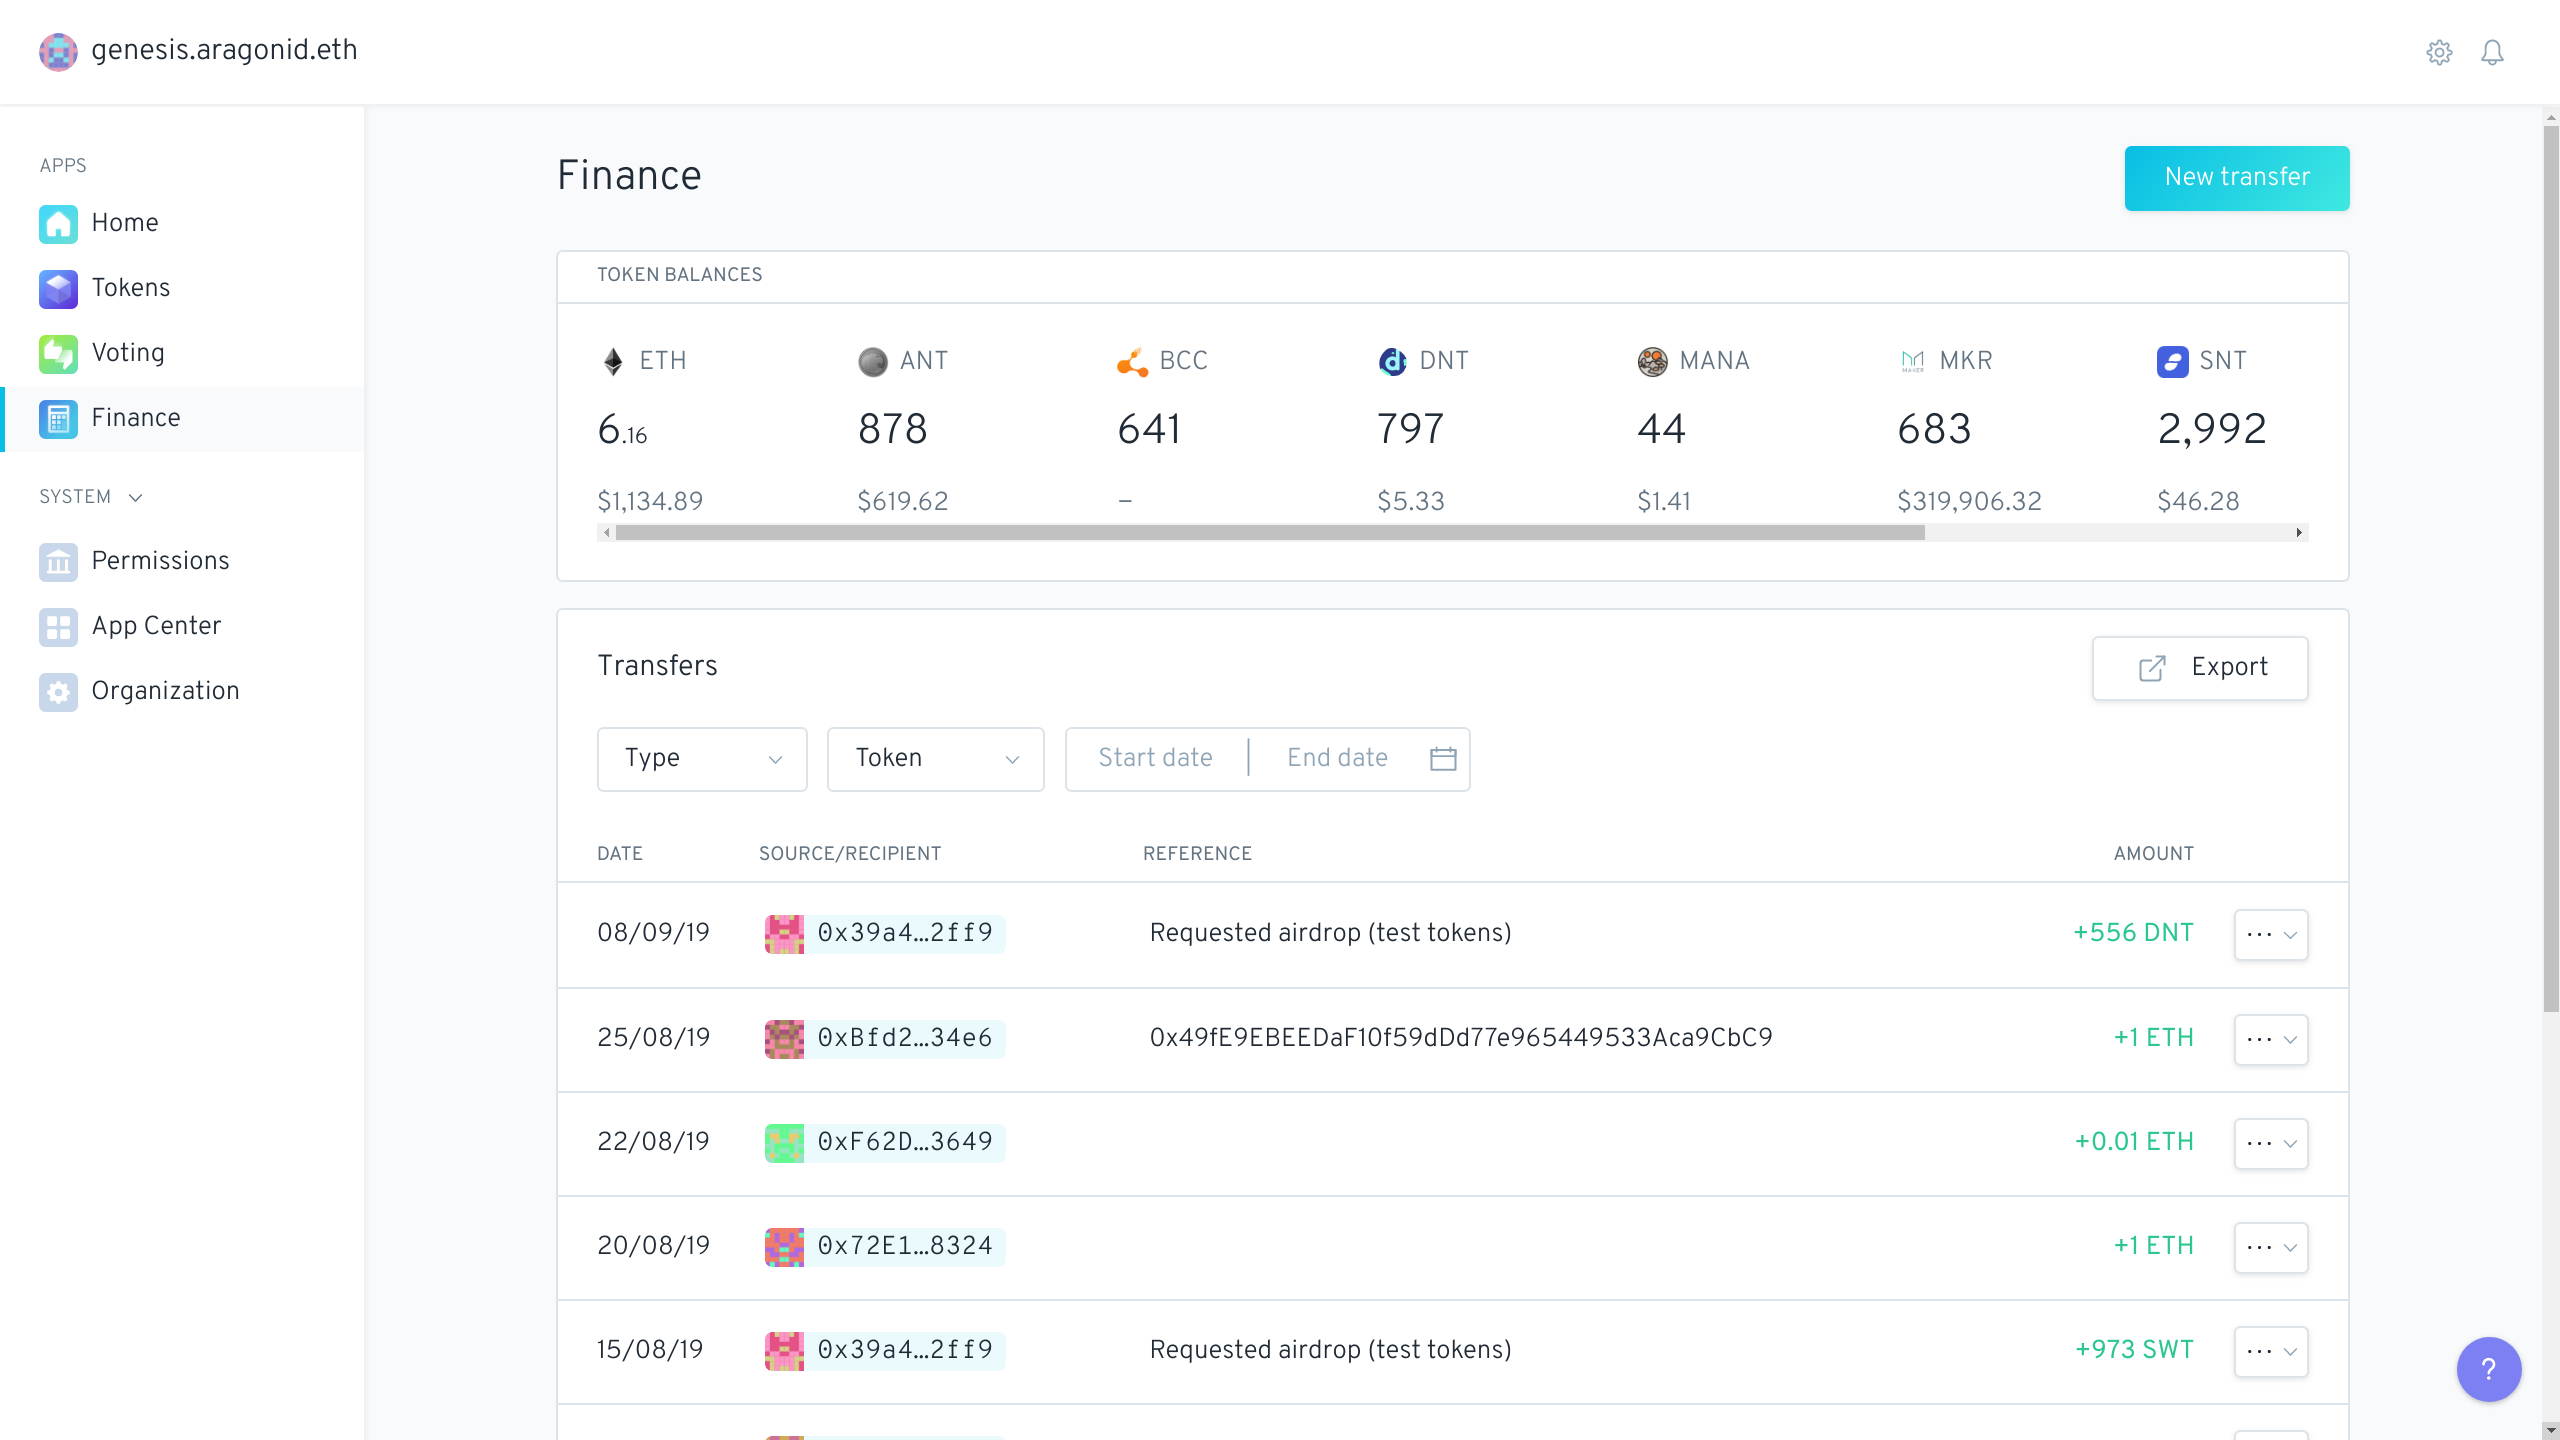 genesis.aragonid.eth
APPS
Home
Tokens
Voting
Finance
SYSTEM
Permissions
App Center
Organization
Finance
New transfer
TOKEN BALANCES
ETH ANT BCC DNT MANA MKR SNT
6.16 878 641 797 44 683 2,992
$1,134.89 $619.62 – $5.33 $1.41 $319,906.32 $46.28
Transfers
Export
Type Token Start date End date
DATE SOURCE/RECIPIENT REFERENCE AMOUNT
08/09/19 0x39a4…2ff9 Requested airdrop (test tokens) +556 DNT
25/08/19 0xBfd2…34e6 0x49fE9EBEEDaF10f59dDd77e965449533Aca9CbC9 +1 ETH
22/08/19 0xF62D…3649 +0.01 ETH
20/08/19 0x72E1…8324 +1 ETH
15/08/19 0x39a4…2ff9 Requested airdrop (test tokens) +973 SWT
?